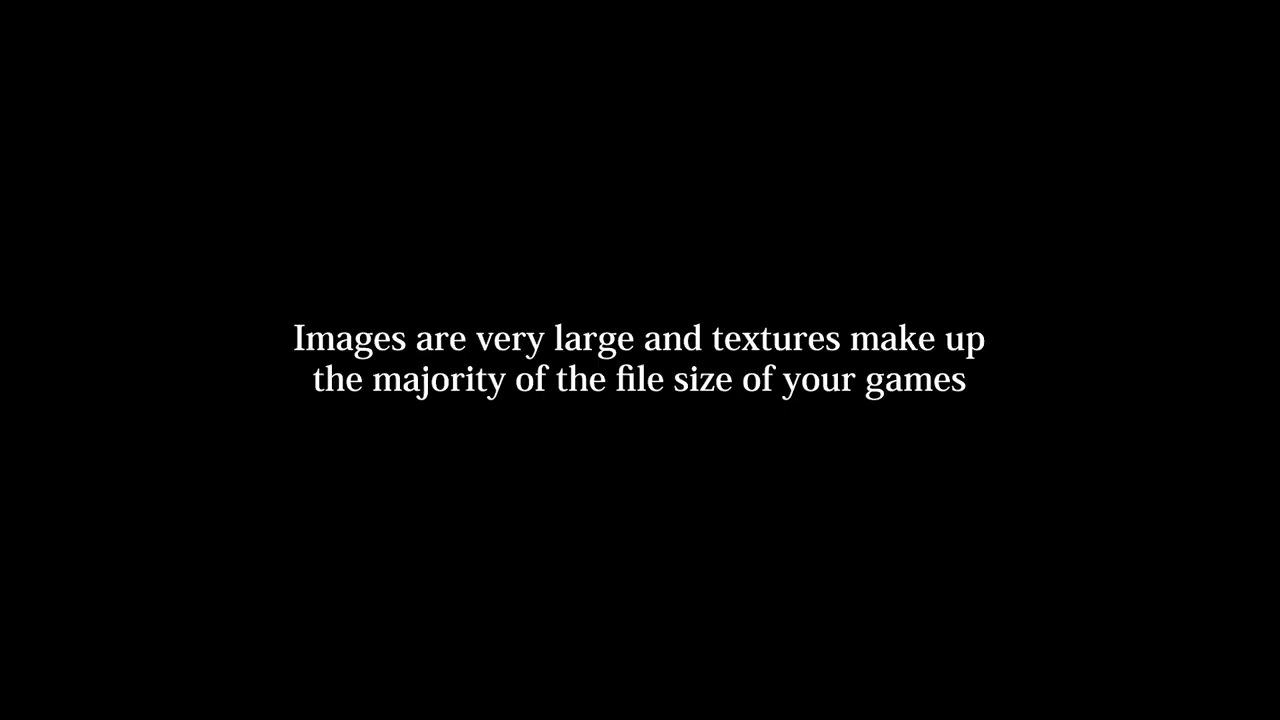 Images are very large and textures make up
the majority of the file size of your games